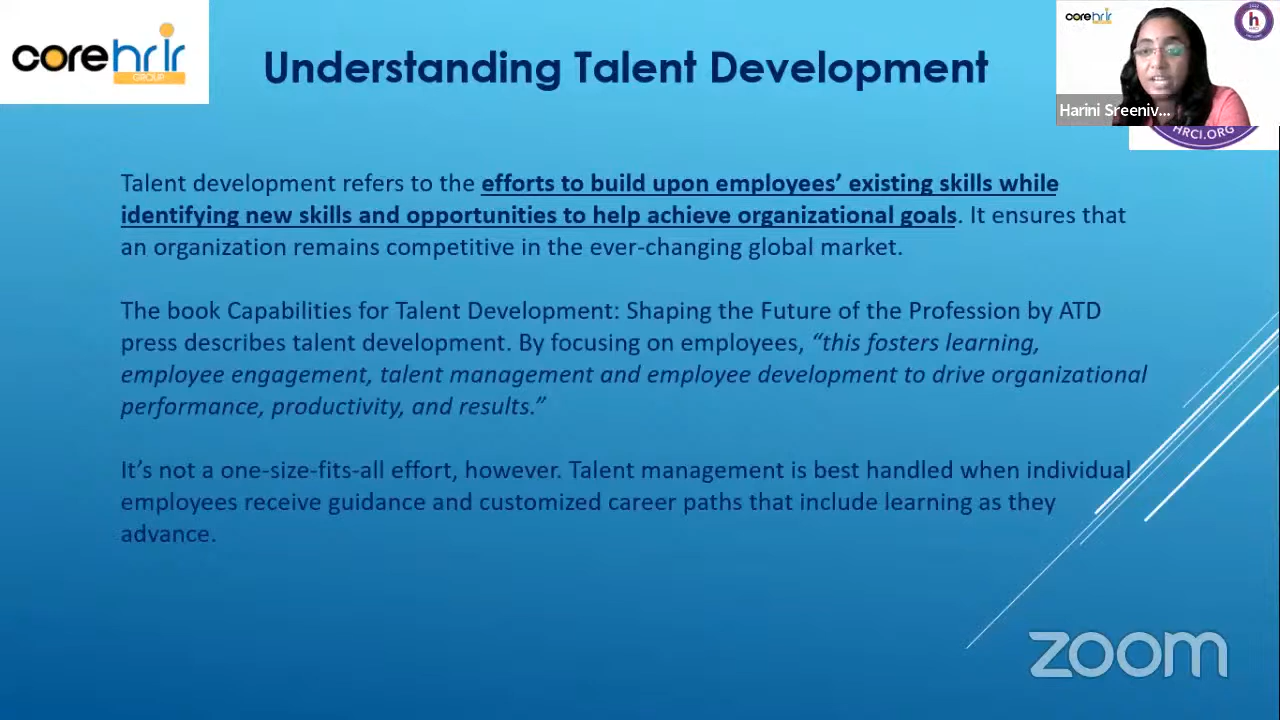 corehr ir
GROUP
Understanding Talent Development
corehr ir
h
HRCI
Harini Sreeniv...
HRCI.ORG
Talent development refers to the efforts to build upon employees’ existing skills while
identifying new skills and opportunities to help achieve organizational goals. It ensures that
an organization remains competitive in the ever-changing global market.
The book Capabilities for Talent Development: Shaping the Future of the Profession by ATD
press describes talent development. By focusing on employees, “this fosters learning,
employee engagement, talent management and employee development to drive organizational
performance, productivity, and results.”
It’s not a one-size-fits-all effort, however. Talent management is best handled when individual
employees receive guidance and customized career paths that include learning as they
advance.
zoom